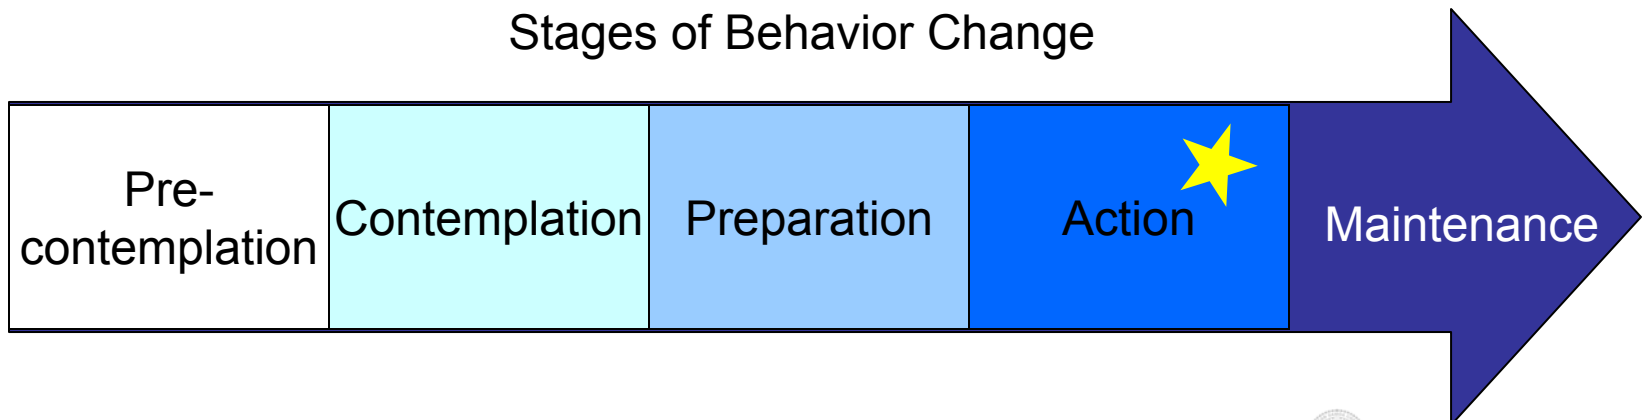 Stages of Behavior Change
Pre-
contemplation
Contemplation
Preparation
Action
Maintenance